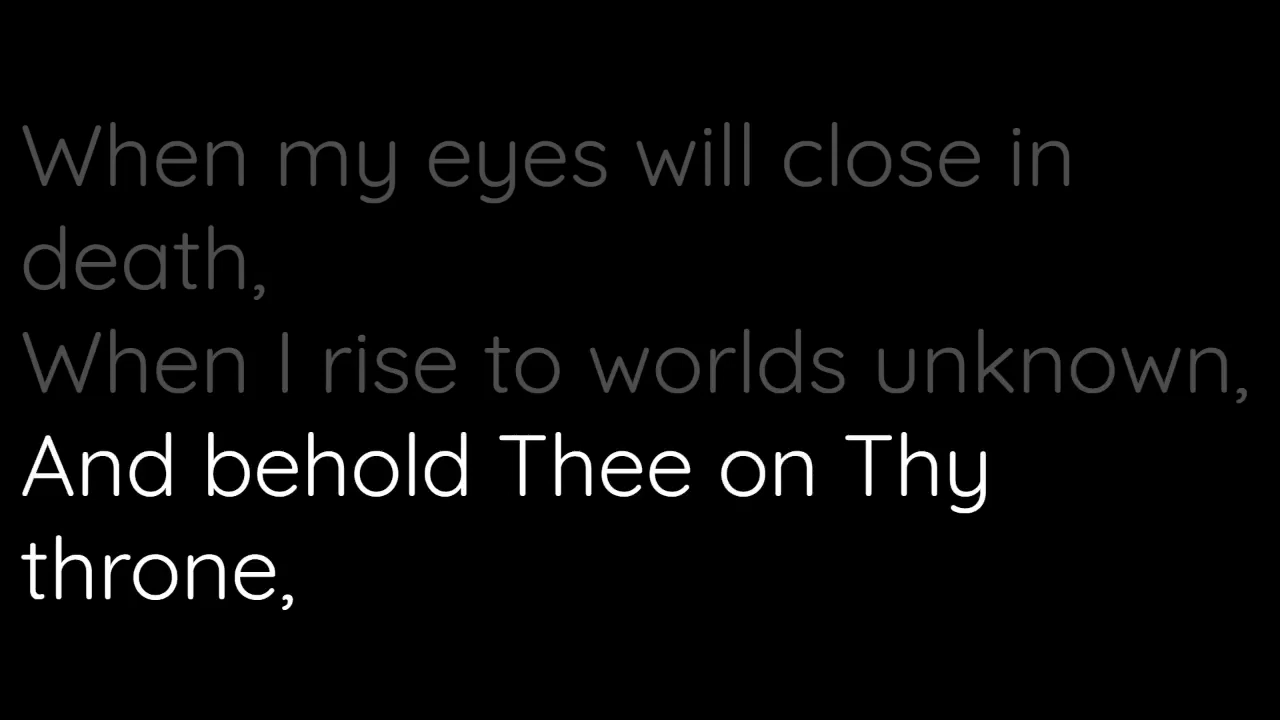 When my eyes will close in
death,
When I rise to worlds unknown,
And behold Thee on Thy
throne,